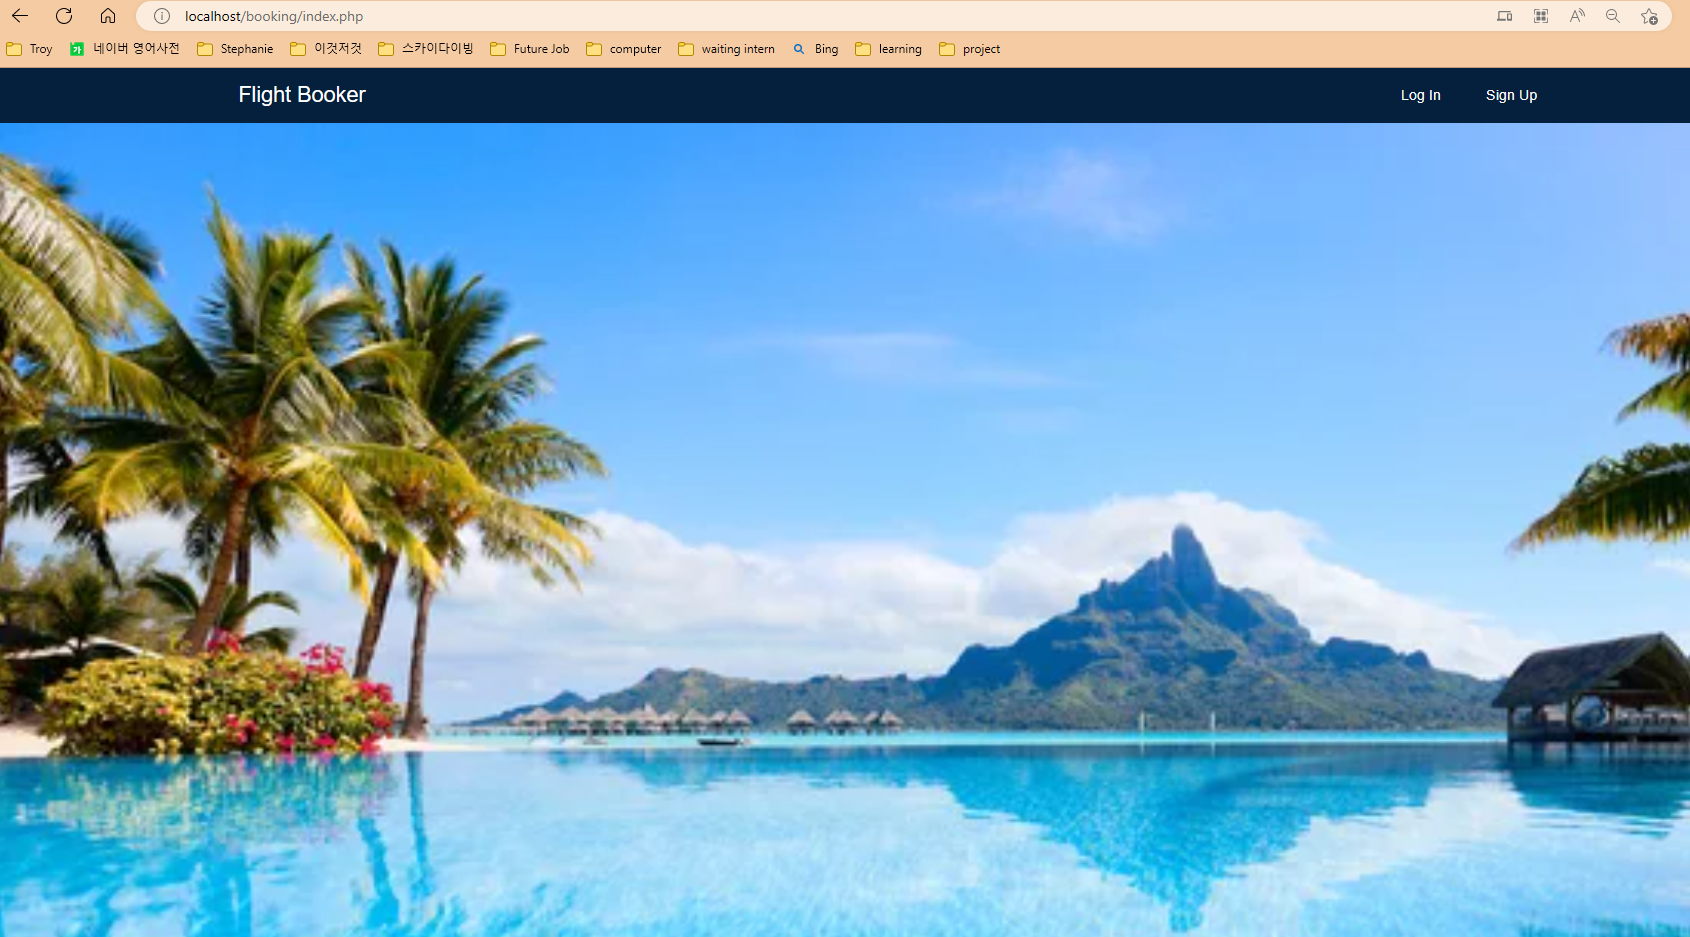 localhost/booking/index.php
Troy 네이버 영어사전 Stephanie 이것저것 스카이다이빙 Future Job computer waiting intern Bing learning project
Flight Booker Log In Sign Up